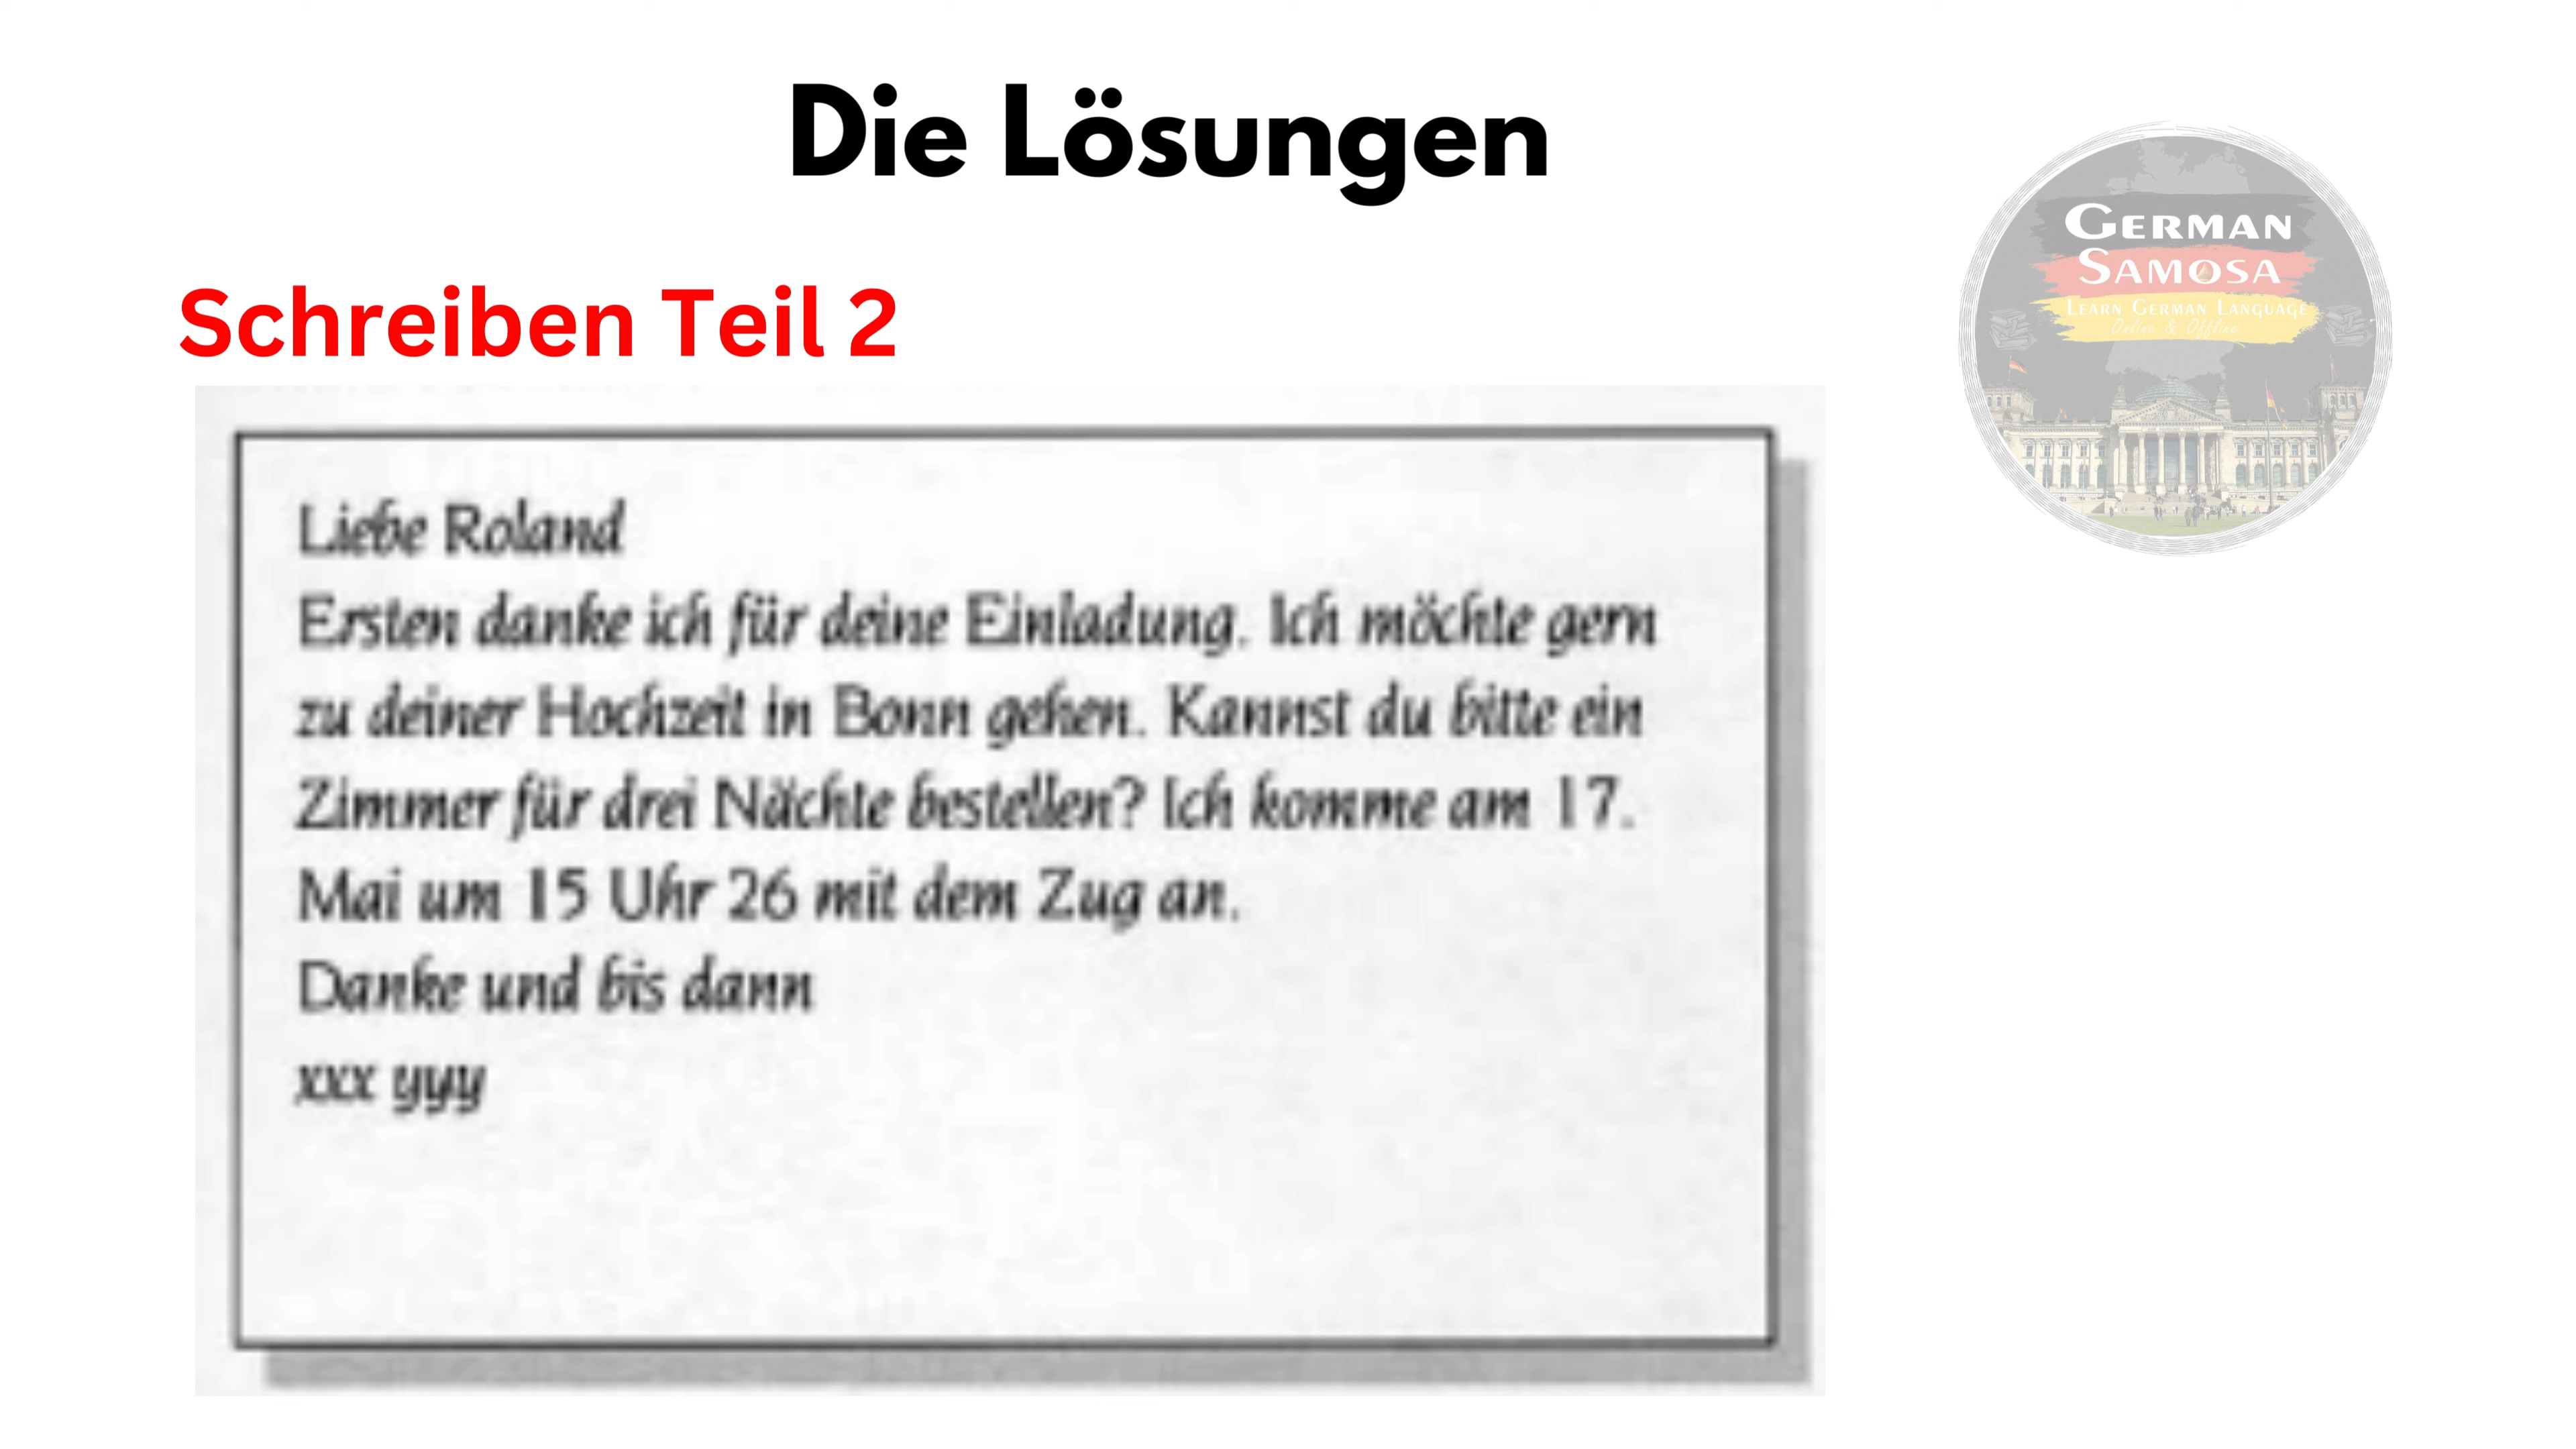 Die Lösungen
GERMAN
SAMOSA
LEARN GERMAN LANGUAGE
Online & Offline
Schreiben Teil 2
Liebe Roland
Ersten danke ich für deine Einladung. Ich möchte gern
zu deiner Hochzeit in Bonn gehen. Kannst du bitte ein
Zimmer für drei Nächte bestellen? Ich komme am 17.
Mai um 15 Uhr 26 mit dem Zug an.
Danke und bis dann
xxx yyy